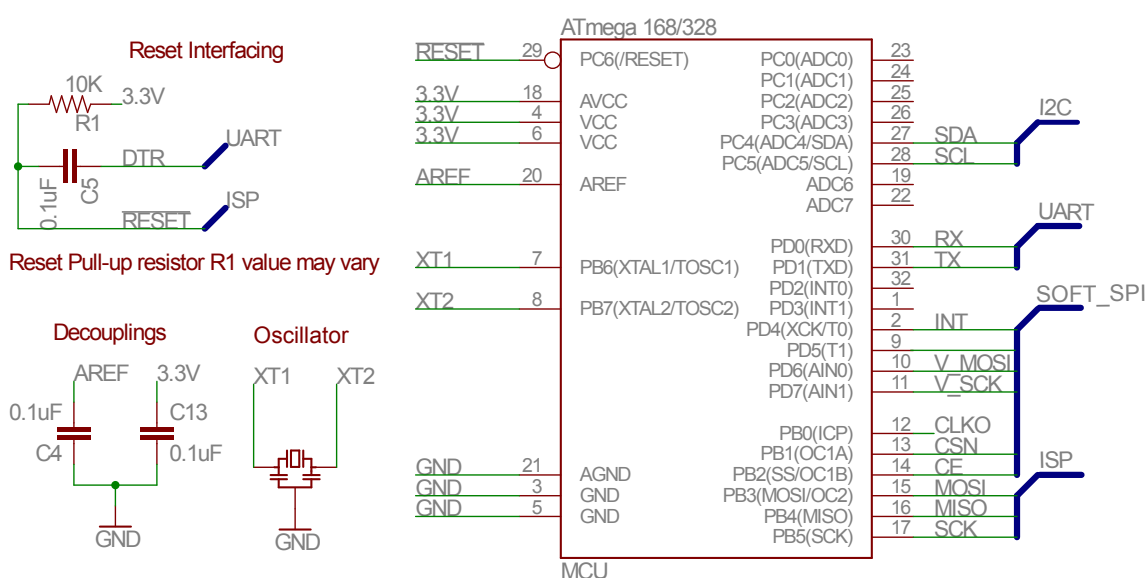 Reset Interfacing
10K
3.3V
R1
UART
DTR
0.1uF
C5
ISP
RESET
Reset Pull-up resistor R1 value may vary
Decouplings
AREF
3.3V
0.1uF
C4
C13
0.1uF
GND
Oscillator
XT1
XT2
GND
ATmega 168/328
RESET 29 PC6(/RESET)
3.3V 18 AVCC
3.3V 4 VCC
3.3V 6 VCC
AREF 20 AREF
XT1 7 PB6(XTAL1/TOSC1)
XT2 8 PB7(XTAL2/TOSC2)
GND 21 AGND
GND 3 GND
GND 5 GND
PC0(ADC0) 23
PC1(ADC1) 24
PC2(ADC2) 25
PC3(ADC3) 26
PC4(ADC4/SDA) 27 SDA
PC5(ADC5/SCL) 28 SCL
I2C
ADC6 19
ADC7 22
UART
PD0(RXD) 30 RX
PD1(TXD) 31 TX
PD2(INT0) 32
PD3(INT1) 1
SOFT_SPI
PD4(XCK/T0) 2 INT
PD5(T1) 9
PD6(AIN0) 10 V_MOSI
PD7(AIN1) 11 V_SCK
PB0(ICP) 12 CLKO
PB1(OC1A) 13 CSN
PB2(SS/OC1B) 14 CE
ISP
PB3(MOSI/OC2) 15 MOSI
PB4(MISO) 16 MISO
PB5(SCK) 17 SCK
MCU